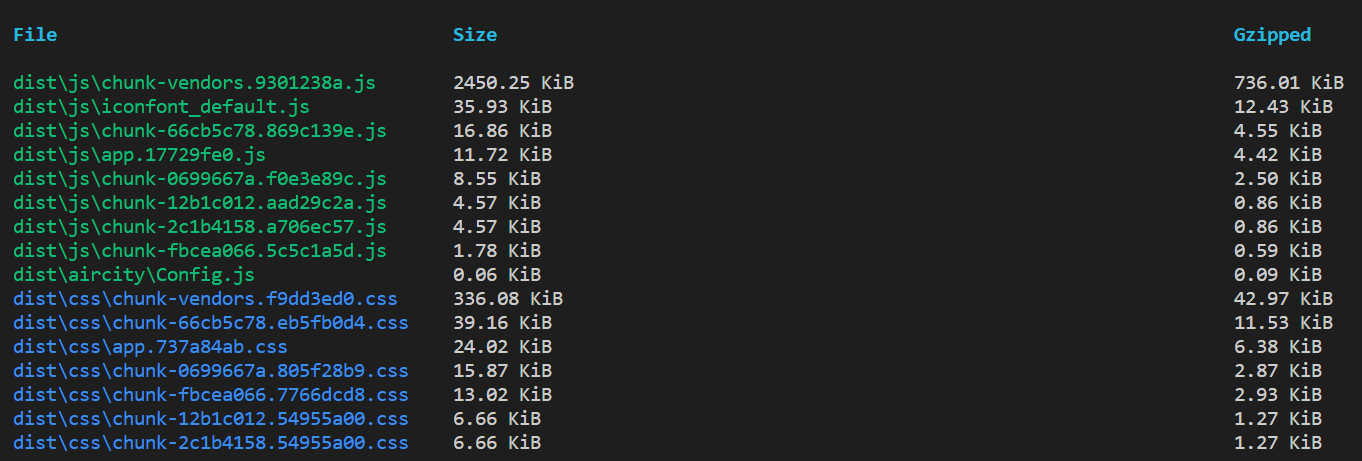 File Size Gzipped
dist\js\chunk-vendors.9301238a.js 2450.25 KiB 736.01 KiB
dist\js\iconfont_default.js 35.93 KiB 12.43 KiB
dist\js\chunk-66cb5c78.869c139e.js 16.86 KiB 4.55 KiB
dist\js\app.17729fe0.js 11.72 KiB 4.42 KiB
dist\js\chunk-0699667a.f0e3e89c.js 8.55 KiB 2.50 KiB
dist\js\chunk-12b1c012.aad29c2a.js 4.57 KiB 0.86 KiB
dist\js\chunk-2c1b4158.a706ec57.js 4.57 KiB 0.86 KiB
dist\js\chunk-fbcea066.5c5c1a5d.js 1.78 KiB 0.59 KiB
dist\aircity\Config.js 0.06 KiB 0.09 KiB
dist\css\chunk-vendors.f9dd3ed0.css 336.08 KiB 42.97 KiB
dist\css\chunk-66cb5c78.eb5fb0d4.css 39.16 KiB 11.53 KiB
dist\css\app.737a84ab.css 24.02 KiB 6.38 KiB
dist\css\chunk-0699667a.805f28b9.css 15.87 KiB 2.87 KiB
dist\css\chunk-fbcea066.7766dcd8.css 13.02 KiB 2.93 KiB
dist\css\chunk-12b1c012.54955a00.css 6.66 KiB 1.27 KiB
dist\css\chunk-2c1b4158.54955a00.css 6.66 KiB 1.27 KiB